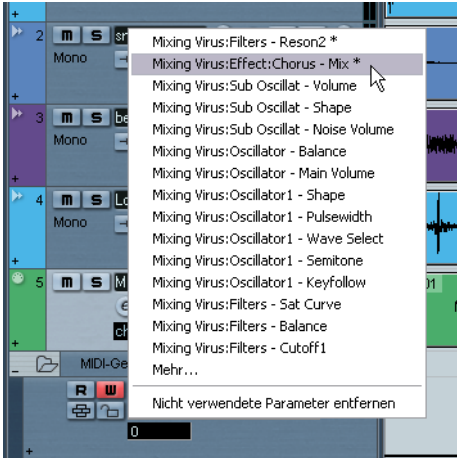 2 m S
Mono
3 m S
Mono
4 m S
Mono
5 m S
Mixing Virus:Filters - Reson2 *
Mixing Virus:Effect:Chorus - Mix *
Mixing Virus:Sub Oscillat - Volume
Mixing Virus:Sub Oscillat - Shape
Mixing Virus:Sub Oscillat - Noise Volume
Mixing Virus:Oscillator - Balance
Mixing Virus:Oscillator - Main Volume
Mixing Virus:Oscillator1 - Shape
Mixing Virus:Oscillator1 - Pulsewidth
Mixing Virus:Oscillator1 - Wave Select
Mixing Virus:Oscillator1 - Semitone
Mixing Virus:Oscillator1 - Keyfollow
Mixing Virus:Filters - Sat Curve
Mixing Virus:Filters - Balance
Mixing Virus:Filters - Cutoff1
Mehr...
Nicht verwendete Parameter entfernen
R W
0